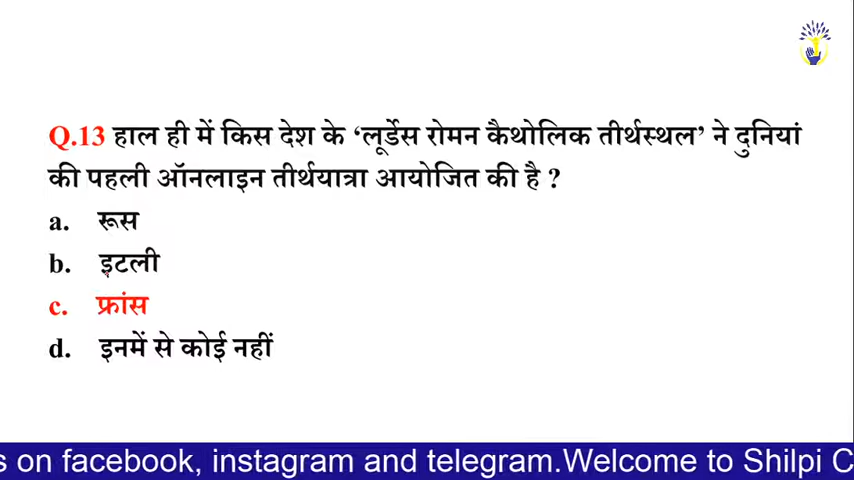 Q.13 हाल ही में किस देश के ‘लूर्डेस रोमन कैथोलिक तीर्थस्थल’ ने दुनियां
की पहली ऑनलाइन तीर्थयात्रा आयोजित की है ?
a. रूस
b. इटली
c. फ्रांस
d. इनमें से कोई नहीं
s on facebook, instagram and telegram.Welcome to Shilpi C